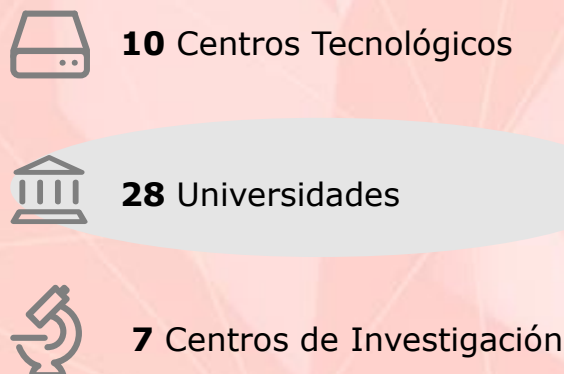 10 Centros Tecnológicos
28 Universidades
7 Centros de Investigación